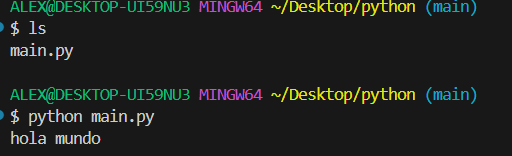 ALEX@DESKTOP-UI59NU3 MINGW64 ~/Desktop/python (main)
$ ls
main.py
ALEX@DESKTOP-UI59NU3 MINGW64 ~/Desktop/python (main)
$ python main.py
hola mundo